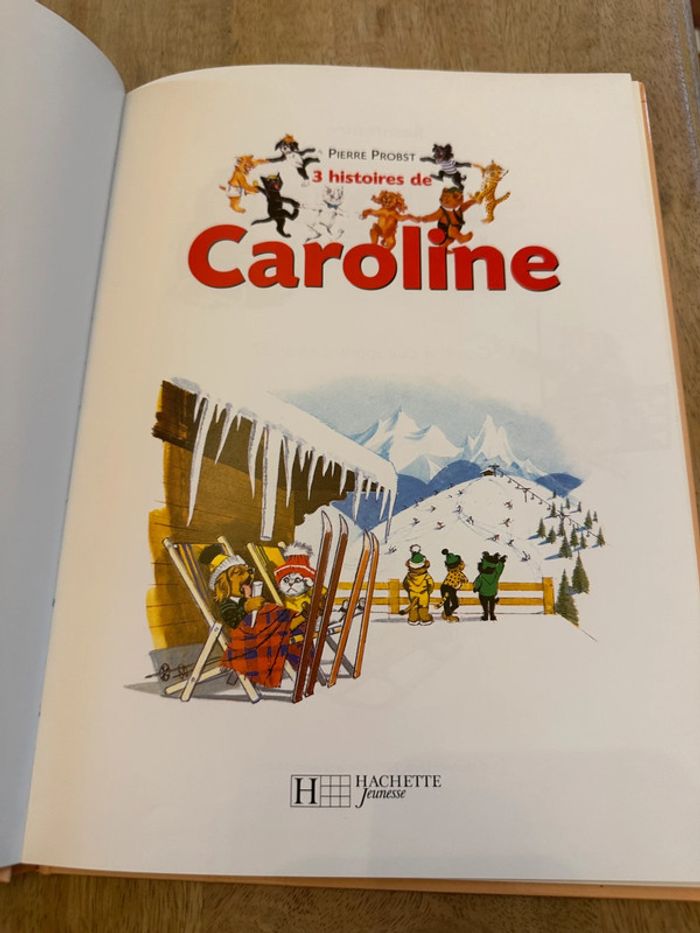 PIERRE PROBST
3 histoires de
Caroline
H HACHETTE
Jeunesse